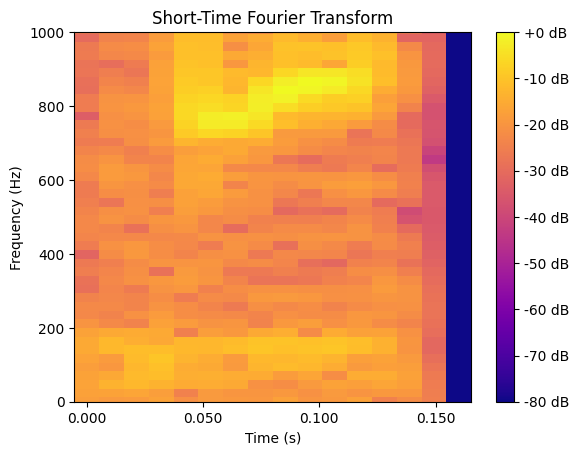 Short-Time Fourier Transform
1000
800
600
400
200
0
Frequency (Hz)
0.000
0.050
0.100
0.150
Time (s)
+0 dB
-10 dB
-20 dB
-30 dB
-40 dB
-50 dB
-60 dB
-70 dB
-80 dB